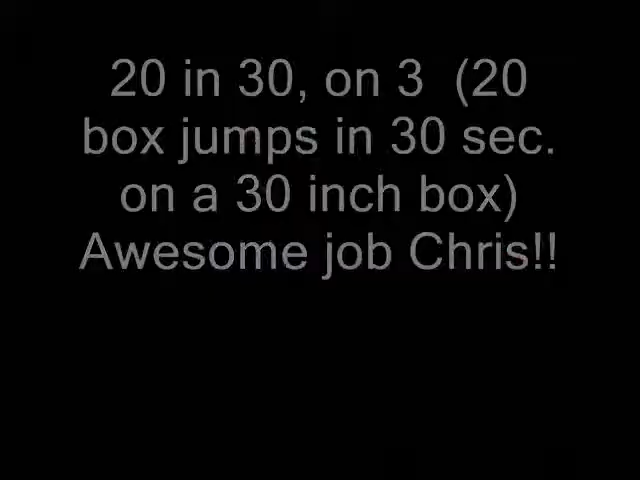 20 in 30, on 3  (20
box jumps in 30 sec.
on a 30 inch box)
Awesome job Chris!!